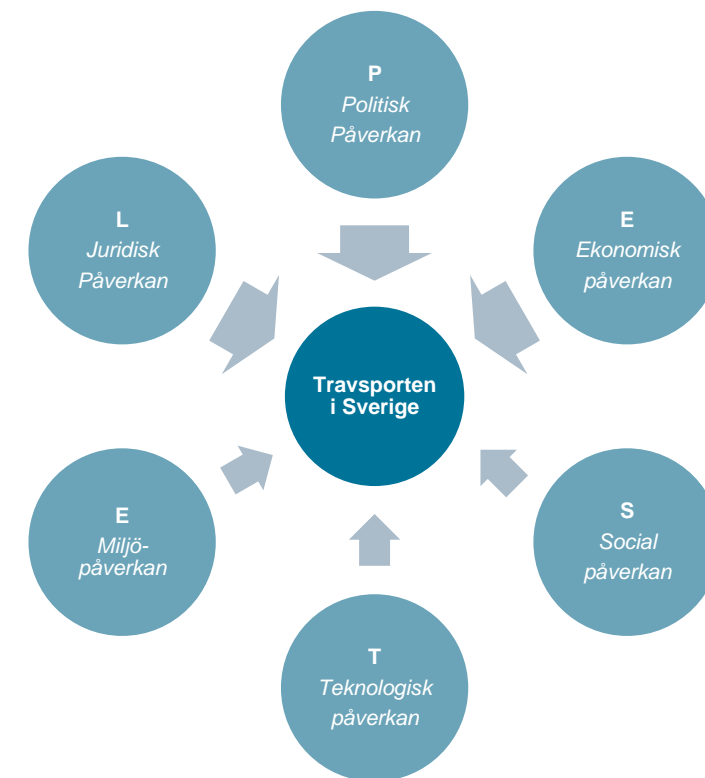 P
Politisk
Påverkan
L
Juridisk
Påverkan
E
Ekonomisk
påverkan
Travsporten
i Sverige
E
Miljö-
påverkan
S
Social
påverkan
T
Teknologisk
påverkan